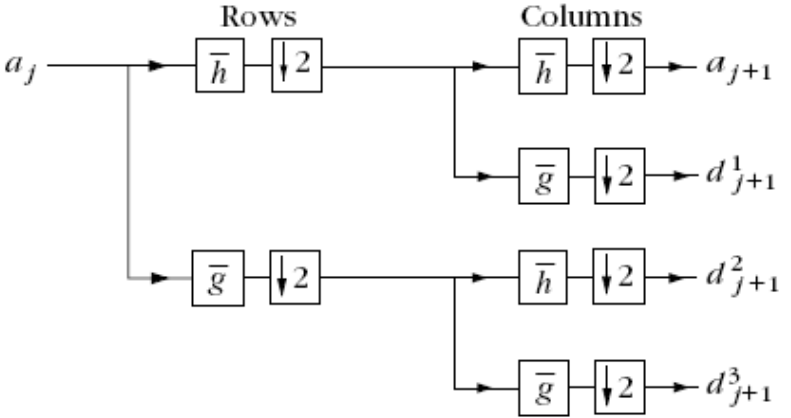 Rows Columns
a_j h̅ ↓2 h̅ ↓2 a_{j+1}
g̅ ↓2 d^1_{j+1}
g̅ ↓2 h̅ ↓2 d^2_{j+1}
g̅ ↓2 d^3_{j+1}